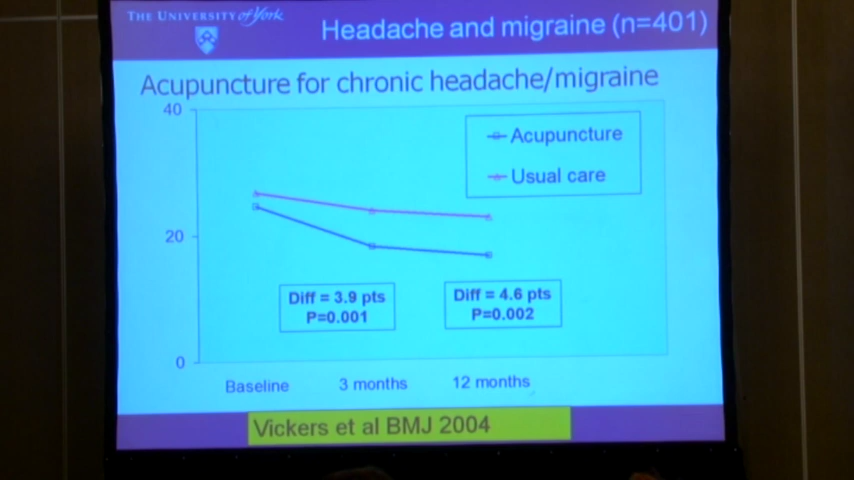 THE UNIVERSITY of York
Headache and migraine (n=401)
Acupuncture for chronic headache/migraine
40
Acupuncture
Usual care
20
Diff = 3.9 pts
P=0.001
Diff = 4.6 pts
P=0.002
0
Baseline
3 months
12 months
Vickers et al BMJ 2004